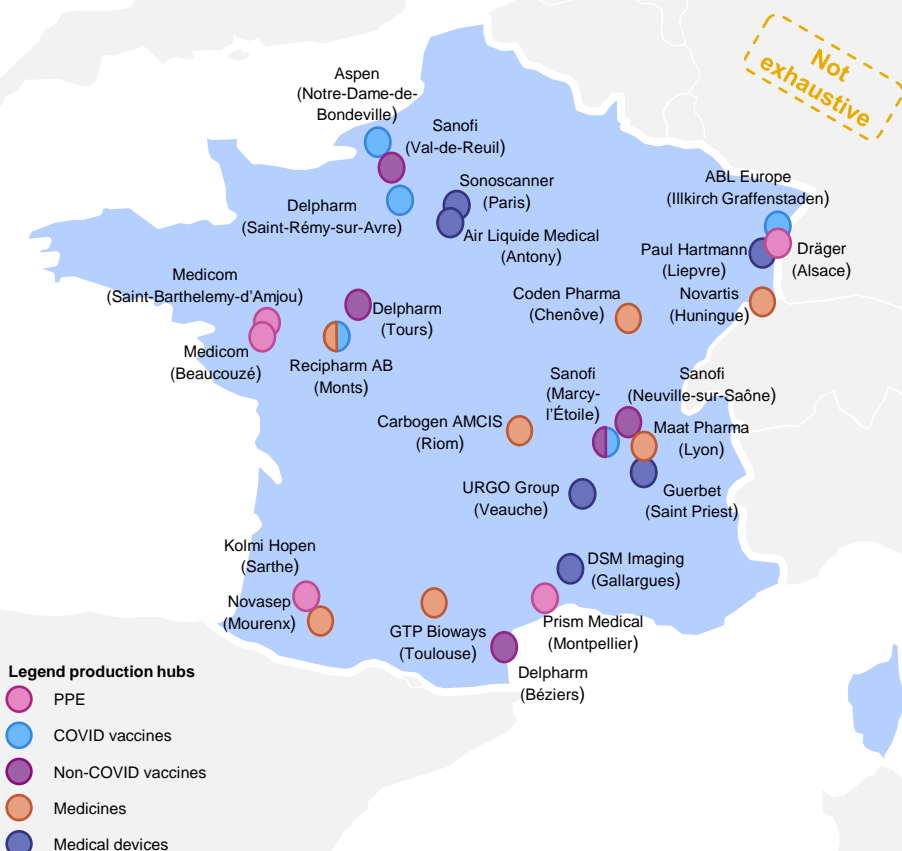 Not
exhaustive
Aspen
(Notre-Dame-de-
Bondeville)
Sanofi
(Val-de-Reuil)
Delpharm
(Saint-Rémy-sur-Avre)
Sonoscanner
(Paris)
Air Liquide Medical
(Antony)
ABL Europe
(Illkirch Graffenstaden)
Paul Hartmann
(Liepvre)
Dräger
(Alsace)
Novartis
(Huningue)
Coden Pharma
(Chenôve)
Medicom
(Saint-Barthelemy-d'Amjou)
Medicom
(Beaucouzé)
Delpharm
(Tours)
Recipharm AB
(Monts)
Sanofi
(Marcy-
l'Étoile)
Sanofi
(Neuville-sur-Saône)
Maat Pharma
(Lyon)
Carbogen AMCIS
(Riom)
URGO Group
(Veauche)
Guerbet
(Saint Priest)
Kolmi Hopen
(Sarthe)
Novasep
(Mourenx)
GTP Bioways
(Toulouse)
DSM Imaging
(Gallargues)
Prism Medical
(Montpellier)
Delpharm
(Béziers)
Legend production hubs
PPE
COVID vaccines
Non-COVID vaccines
Medicines
Medical devices